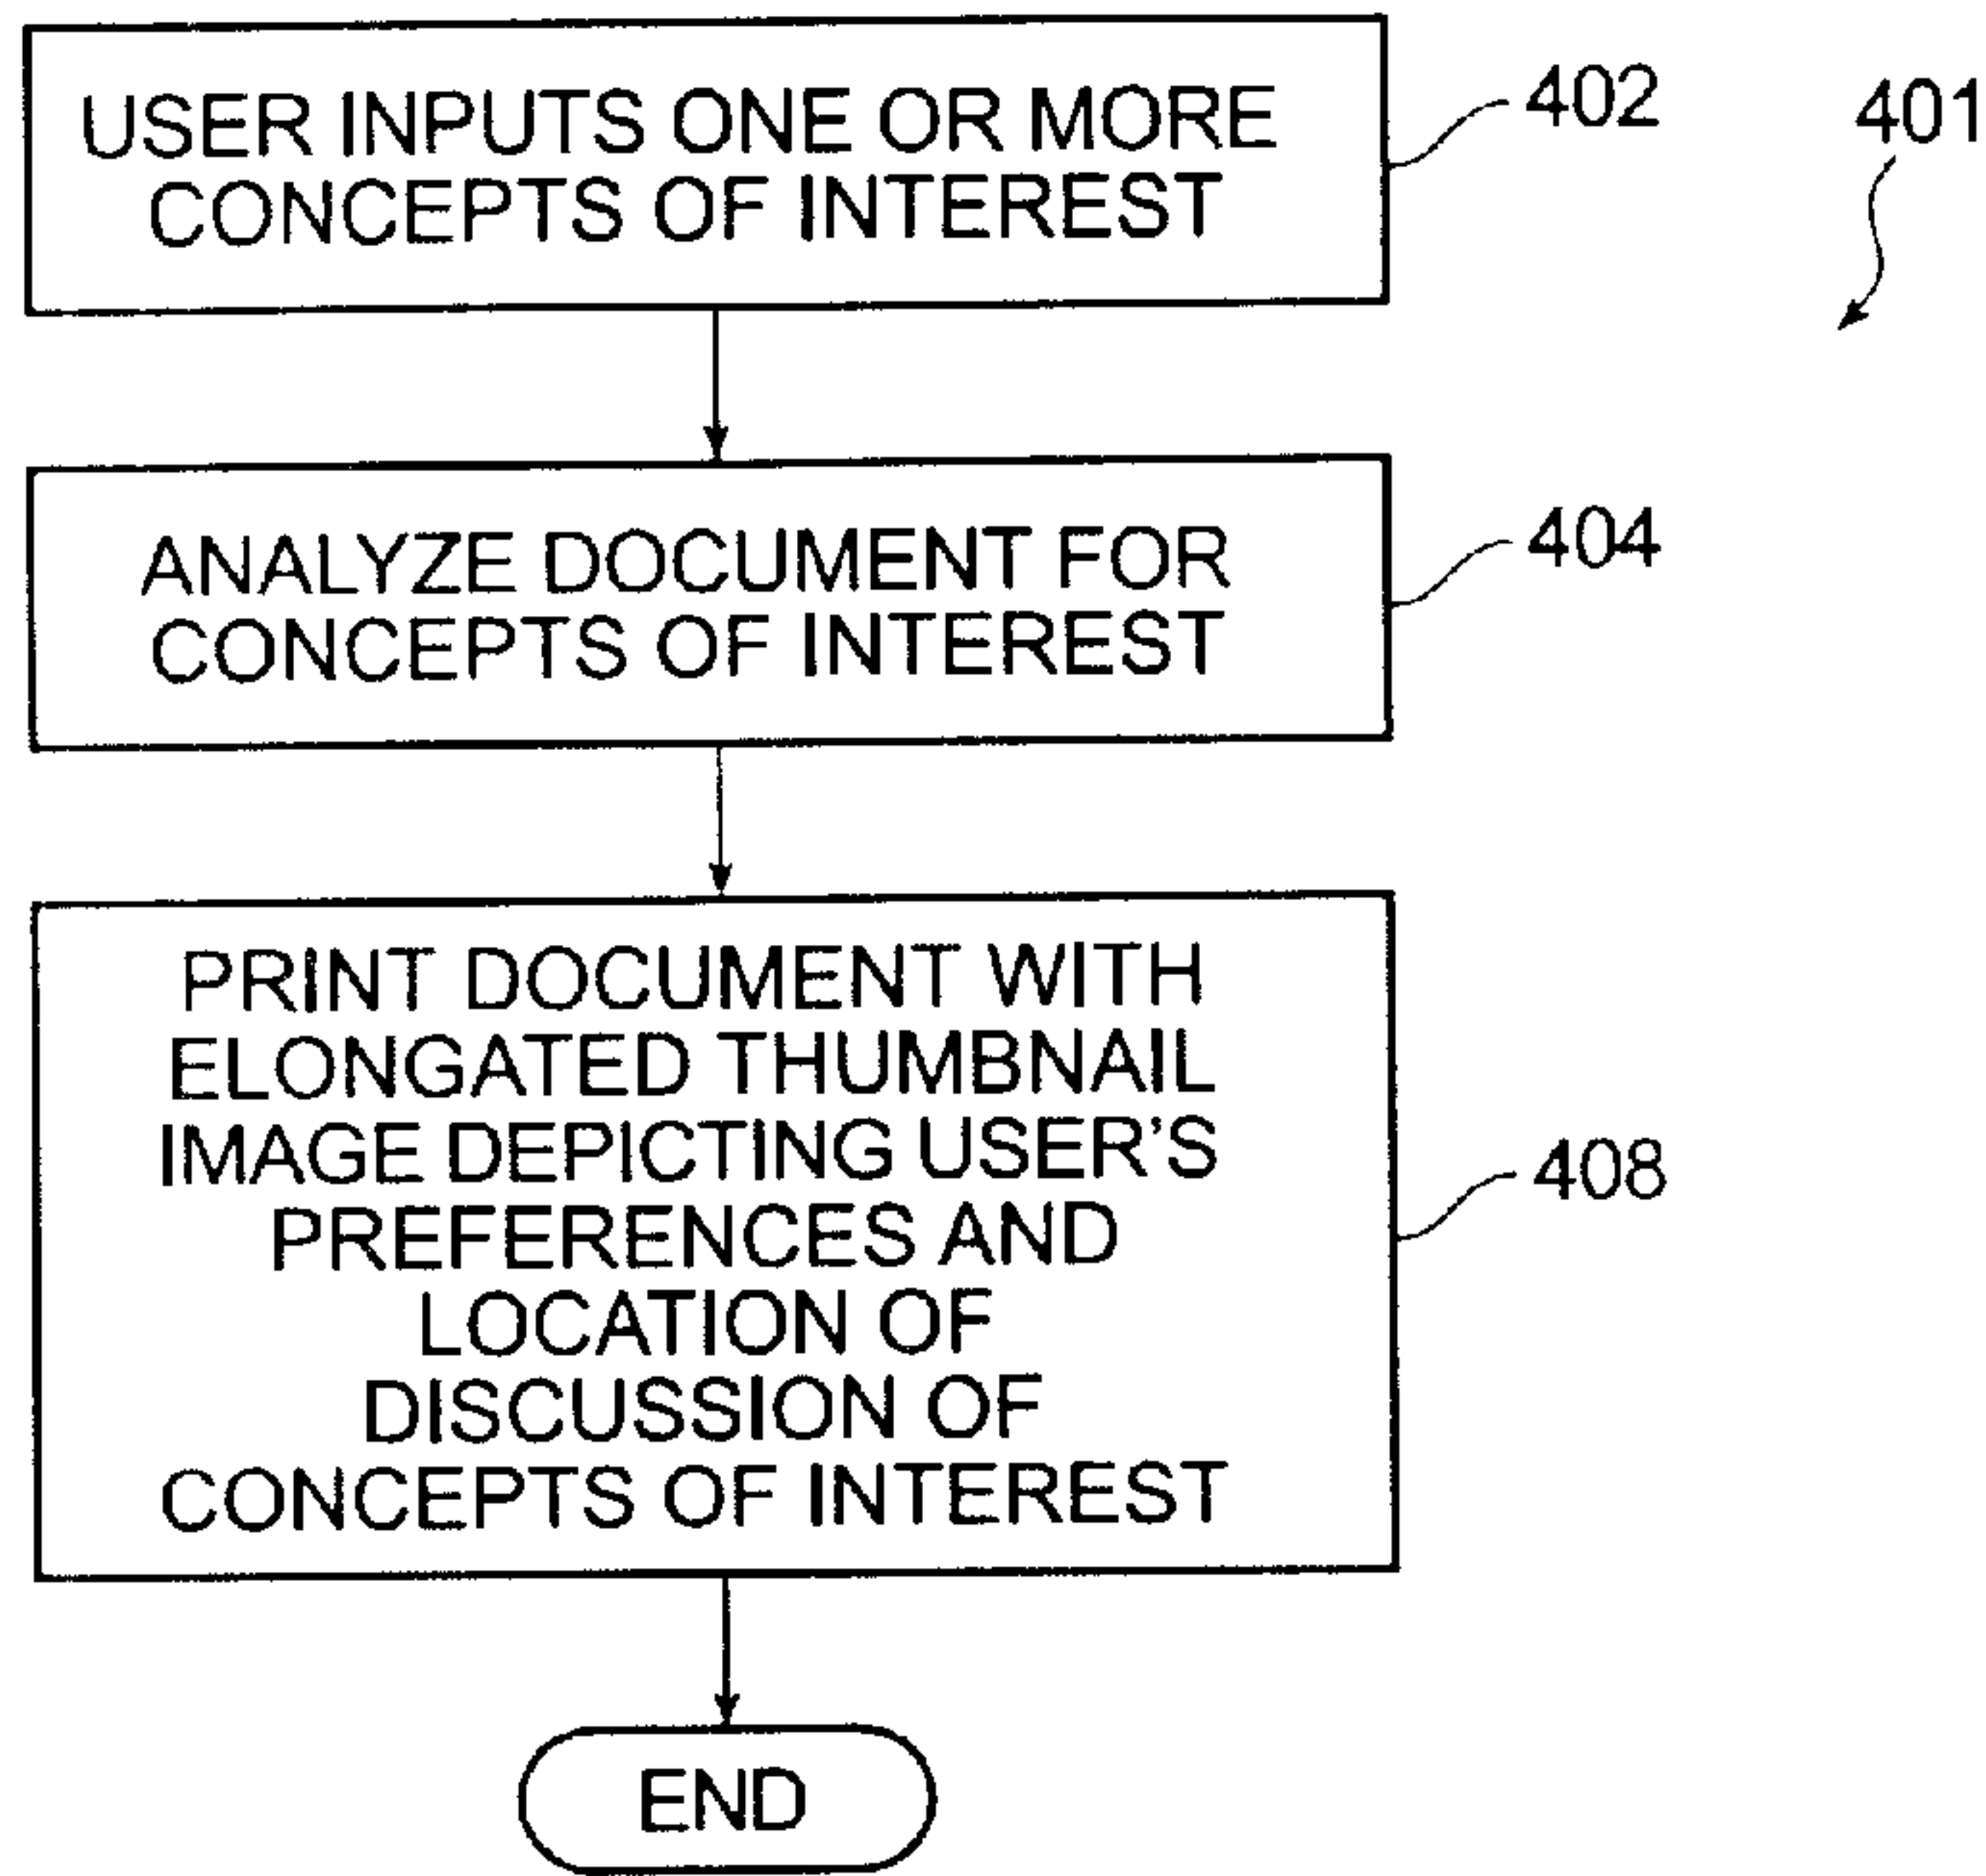 USER INPUTS ONE OR MORE
CONCEPTS OF INTEREST
402
401
ANALYZE DOCUMENT FOR
CONCEPTS OF INTEREST
404
PRINT DOCUMENT WITH
ELONGATED THUMBNAIL
IMAGE DEPICTING USER’S
PREFERENCES AND
LOCATION OF
DISCUSSION OF
CONCEPTS OF INTEREST
408
END